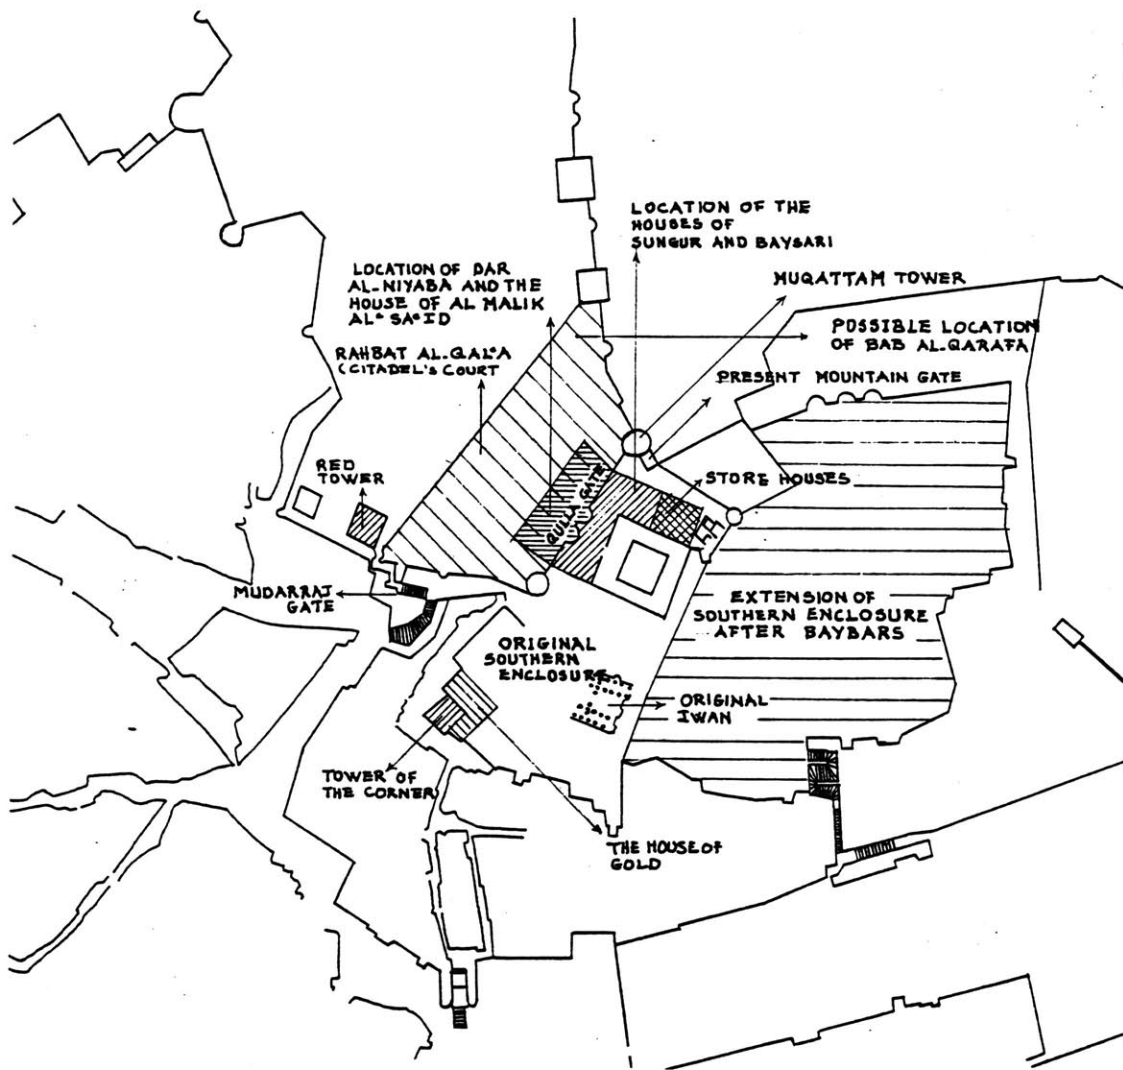 LOCATION OF THE
HOUSES OF
SUNGUR AND BAYSARI
LOCATION OF DAR
AL-NIYABA AND THE
HOUSE OF AL MALIK
AL-SA'ID
MUQATTAM TOWER
POSSIBLE LOCATION
OF BAB AL-QARAFA
RAHBAT AL-QAL'A
(CITADEL'S COURT
PRESENT MOUNTAIN GATE
RED
TOWER
STORE HOUSES
QULLA GATE
MUDARRAJ
GATE
EXTENSION OF
SOUTHERN ENCLOSURE
AFTER BAYBARS
ORIGINAL
SOUTHERN
ENCLOSURE
ORIGINAL
IWAN
TOWER OF
THE CORNER
THE HOUSE OF
GOLD